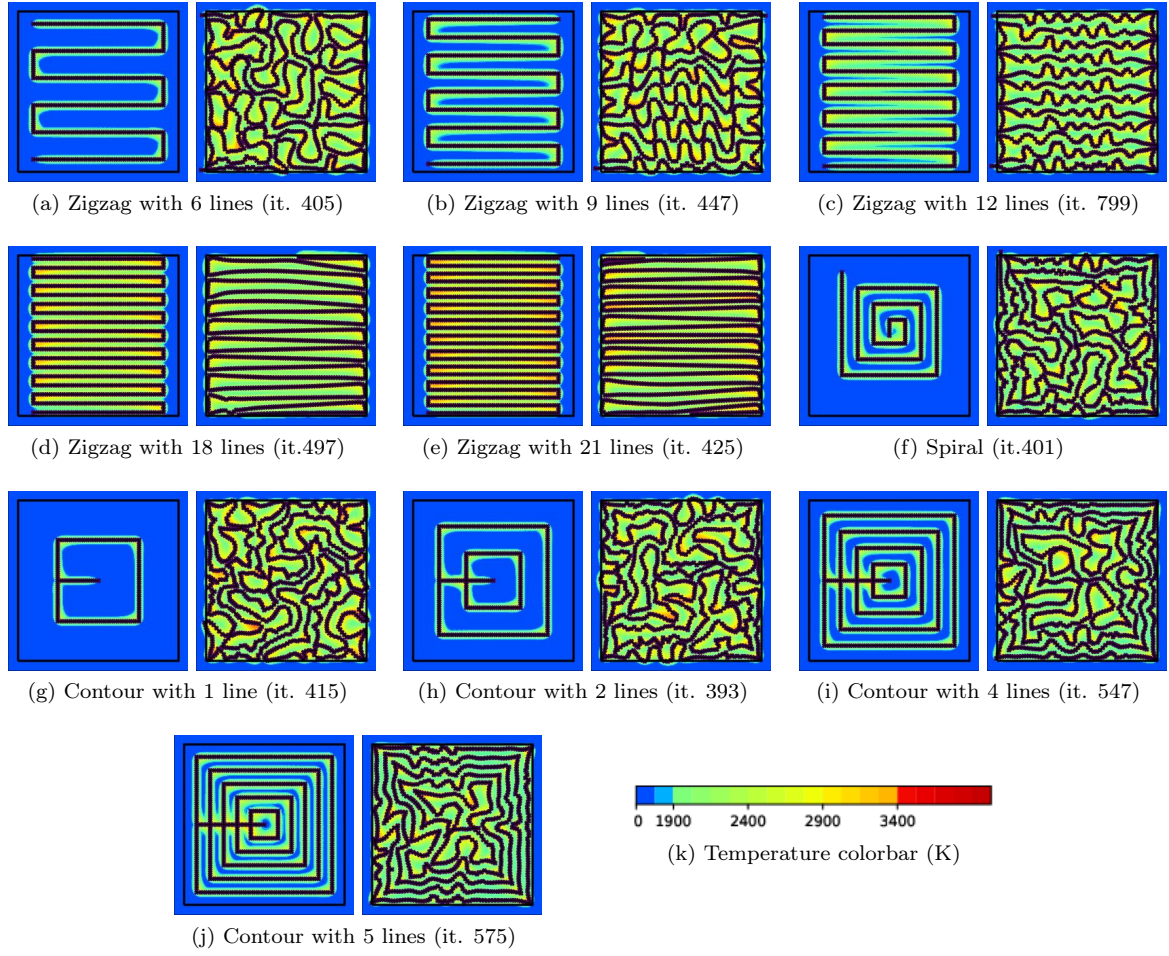 (a) Zigzag with 6 lines (it. 405)
(b) Zigzag with 9 lines (it. 447)
(c) Zigzag with 12 lines (it. 799)
(d) Zigzag with 18 lines (it.497)
(e) Zigzag with 21 lines (it. 425)
(f) Spiral (it.401)
(g) Contour with 1 line (it. 415)
(h) Contour with 2 lines (it. 393)
(i) Contour with 4 lines (it. 547)
0 1900 2400 2900 3400
(k) Temperature colorbar (K)
(j) Contour with 5 lines (it. 575)